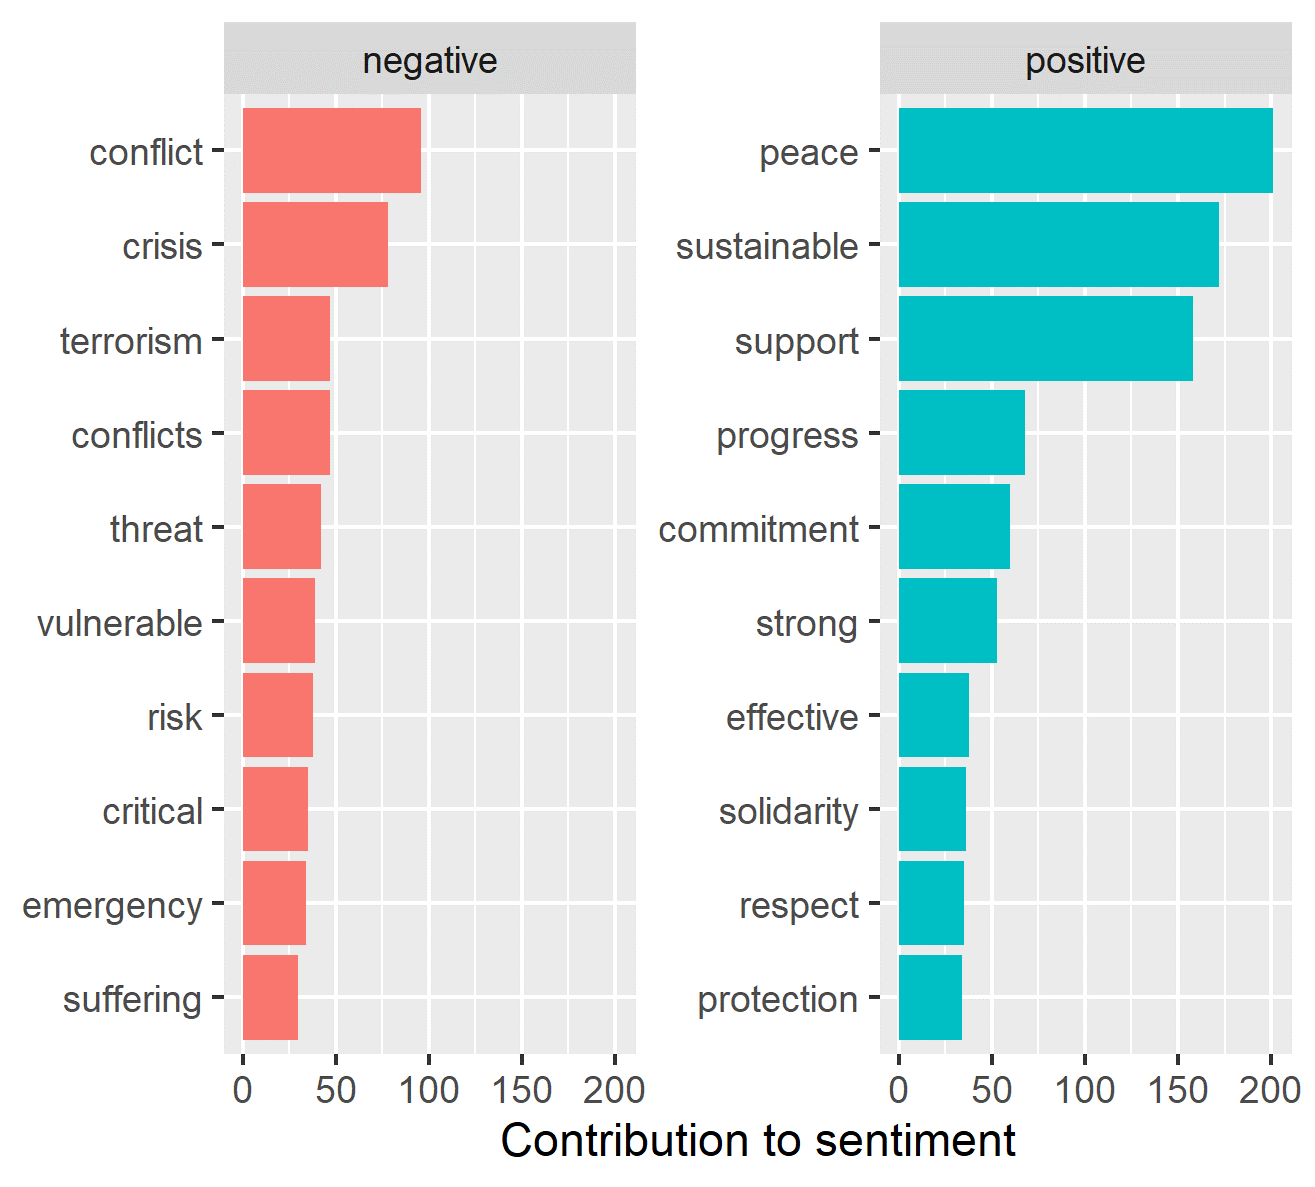 negative
conflict
crisis
terrorism
conflicts
threat
vulnerable
risk
critical
emergency
suffering
0 50 100 150 200
positive
peace
sustainable
support
progress
commitment
strong
effective
solidarity
respect
protection
0 50 100 150 200
Contribution to sentiment